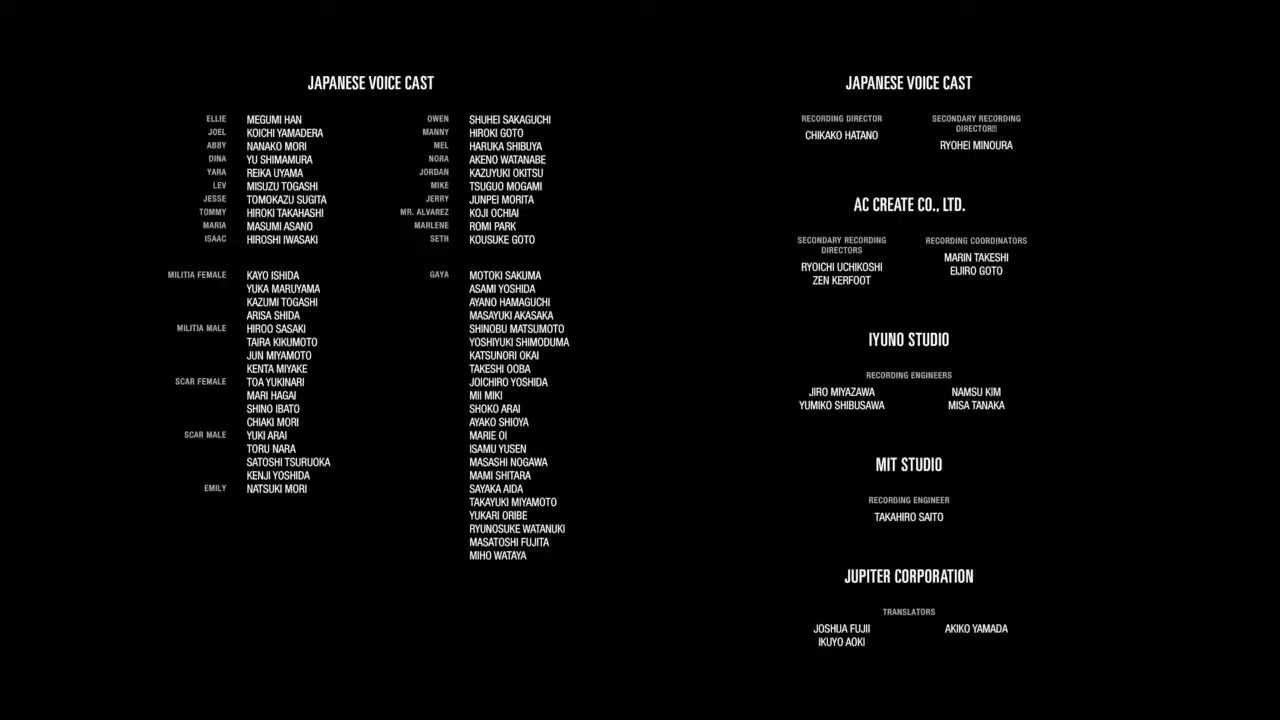 JAPANESE VOICE CAST
ELLIE MEGUMI HAN
JOEL KOICHI YAMADERA
ABBY NANAKO MORI
DINA YU SHIMAMURA
YARA REIKA UYAMA
LEV MISUZU TOGASHI
JESSE TOMOKAZU SUGITA
TOMMY HIROKI TAKAHASHI
MARIA MASUMI ASANO
ISAAC HIROSHI IWASAKI
MILITIA FEMALE KAYO ISHIDA
YUKA MARUYAMA
KAZUMI TOGASHI
ARISA SHIDA
MILITIA MALE HIROO SASAKI
TAIRA KIKUMOTO
JUN MIYAMOTO
KENTA MIYAKE
SCAR FEMALE TOA YUKINARI
MARI HAGAI
SHINO IBATO
CHIAKI MORI
SCAR MALE YUKI ARAI
TORU NARA
SATOSHI TSURUOKA
KENJI YOSHIDA
EMILY NATSUKI MORI
OWEN SHUHEI SAKAGUCHI
MANNY HIROKI GOTO
MEL HARUKA SHIBUYA
NORA AKENO WATANABE
JORDAN KAZUYUKI OKITSU
MIKE TSUGUO MOGAMI
JERRY JUNPEI MORITA
MR. ALVAREZ KOJI OCHIAI
MARLENE ROMI PARK
SETH KOUSUKE GOTO
GAYA MOTOKI SAKUMA
ASAMI YOSHIDA
AYANO HAMAGUCHI
MASAYUKI AKASAKA
SHINOBU MATSUMOTO
YOSHIYUKI SHIMODUMA
KATSUNORI OKAI
TAKESHI OOBA
JOICHIRO YOSHIDA
MII MIKI
SHOKO ARAI
AYAKO SHIOYA
MARIE OI
ISAMU YUSEN
MASASHI NOGAWA
MAMI SHITARA
SAYAKA AIDA
TAKAYUKI MIYAMOTO
YUKARI ORIBE
RYUNOSUKE WATANUKI
MASATOSHI FUJITA
MIHO WATAYA
JAPANESE VOICE CAST
RECORDING DIRECTOR
CHIKAKO HATANO
SECONDARY RECORDING
DIRECTOR
RYOHEI MINOURA
AC CREATE CO., LTD.
SECONDARY RECORDING
DIRECTORS
RYOICHI UCHIKOSHI
ZEN KERFOOT
RECORDING COORDINATORS
MARIN TAKESHI
EIJIRO GOTO
IYUNO STUDIO
RECORDING ENGINEERS
JIRO MIYAZAWA NAMSU KIM
YUMIKO SHIBUSAWA MISA TANAKA
MIT STUDIO
RECORDING ENGINEER
TAKAHIRO SAITO
JUPITER CORPORATION
TRANSLATORS
JOSHUA FUJII AKIKO YAMADA
IKUYO AOKI